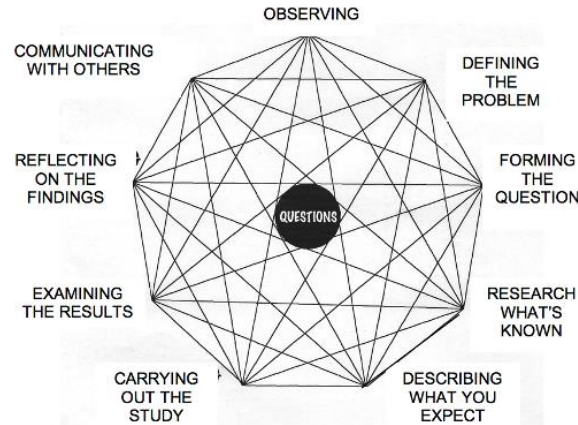 OBSERVING
COMMUNICATING
WITH OTHERS
DEFINING
THE
PROBLEM
REFLECTING
ON THE
FINDINGS
FORMING
THE
QUESTION
QUESTIONS
EXAMINING
THE RESULTS
RESEARCH
WHAT'S
KNOWN
CARRYING
OUT THE
STUDY
DESCRIBING
WHAT YOU
EXPECT